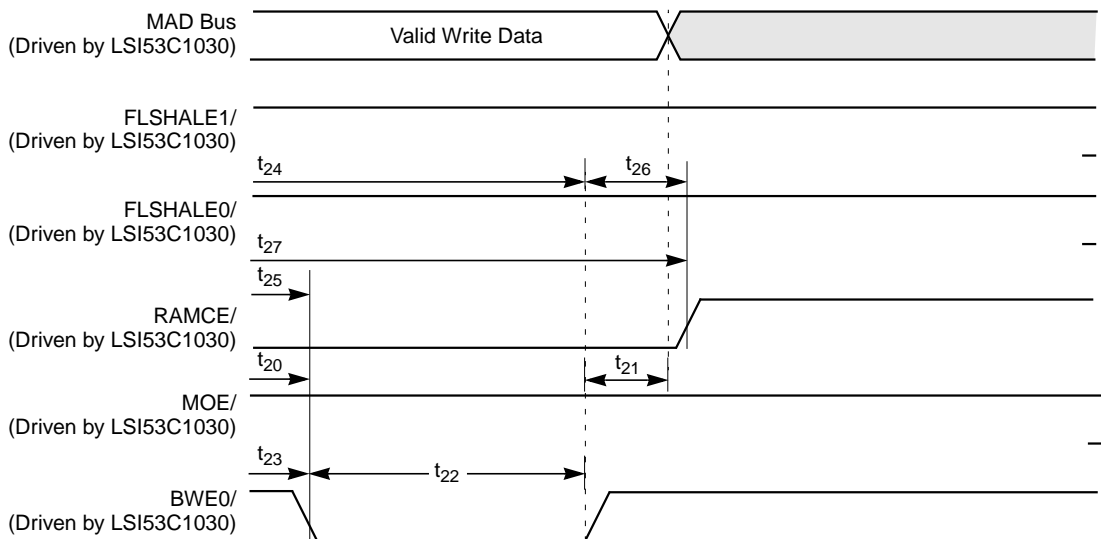 MAD Bus
(Driven by LSI53C1030)
Valid Write Data
FLSHALE1/
(Driven by LSI53C1030)
t24
t26
FLSHALE0/
(Driven by LSI53C1030)
t27
t25
RAMCE/
(Driven by LSI53C1030)
t20
t21
MOE/
(Driven by LSI53C1030)
t23
t22
BWE0/
(Driven by LSI53C1030)